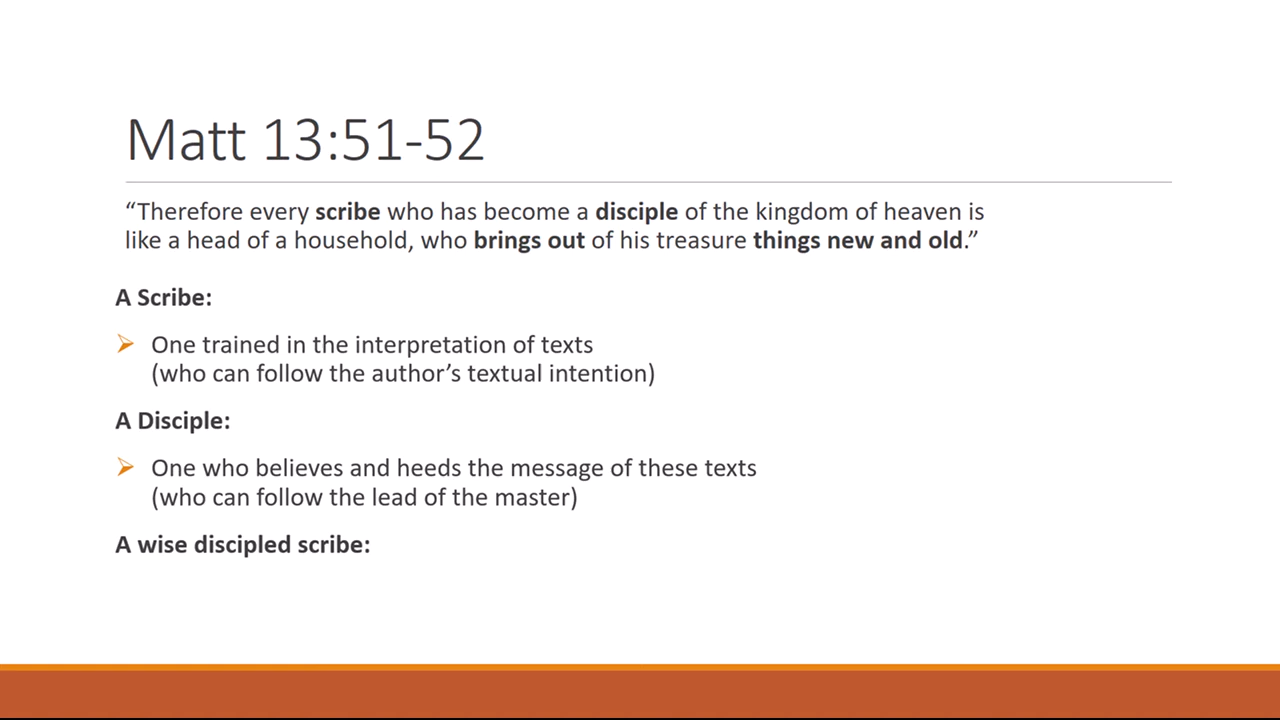 Matt 13:51-52
“Therefore every scribe who has become a disciple of the kingdom of heaven is
like a head of a household, who brings out of his treasure things new and old.”
A Scribe:
One trained in the interpretation of texts
(who can follow the author’s textual intention)
A Disciple:
One who believes and heeds the message of these texts
(who can follow the lead of the master)
A wise discipled scribe: